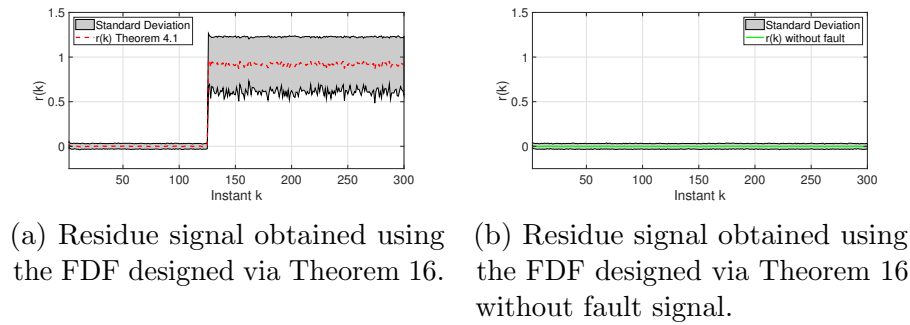 1.5
1
0.5
0
r(k)
Standard Deviation
r(k) Theorem 4.1
50 100 150 200 250 300
Instant k
1.5
1
0.5
0
r(k)
Standard Deviation
r(k) without fault
50 100 150 200 250 300
Instant k
(a) Residue signal obtained using
the FDF designed via Theorem 16.
(b) Residue signal obtained using
the FDF designed via Theorem 16
without fault signal.